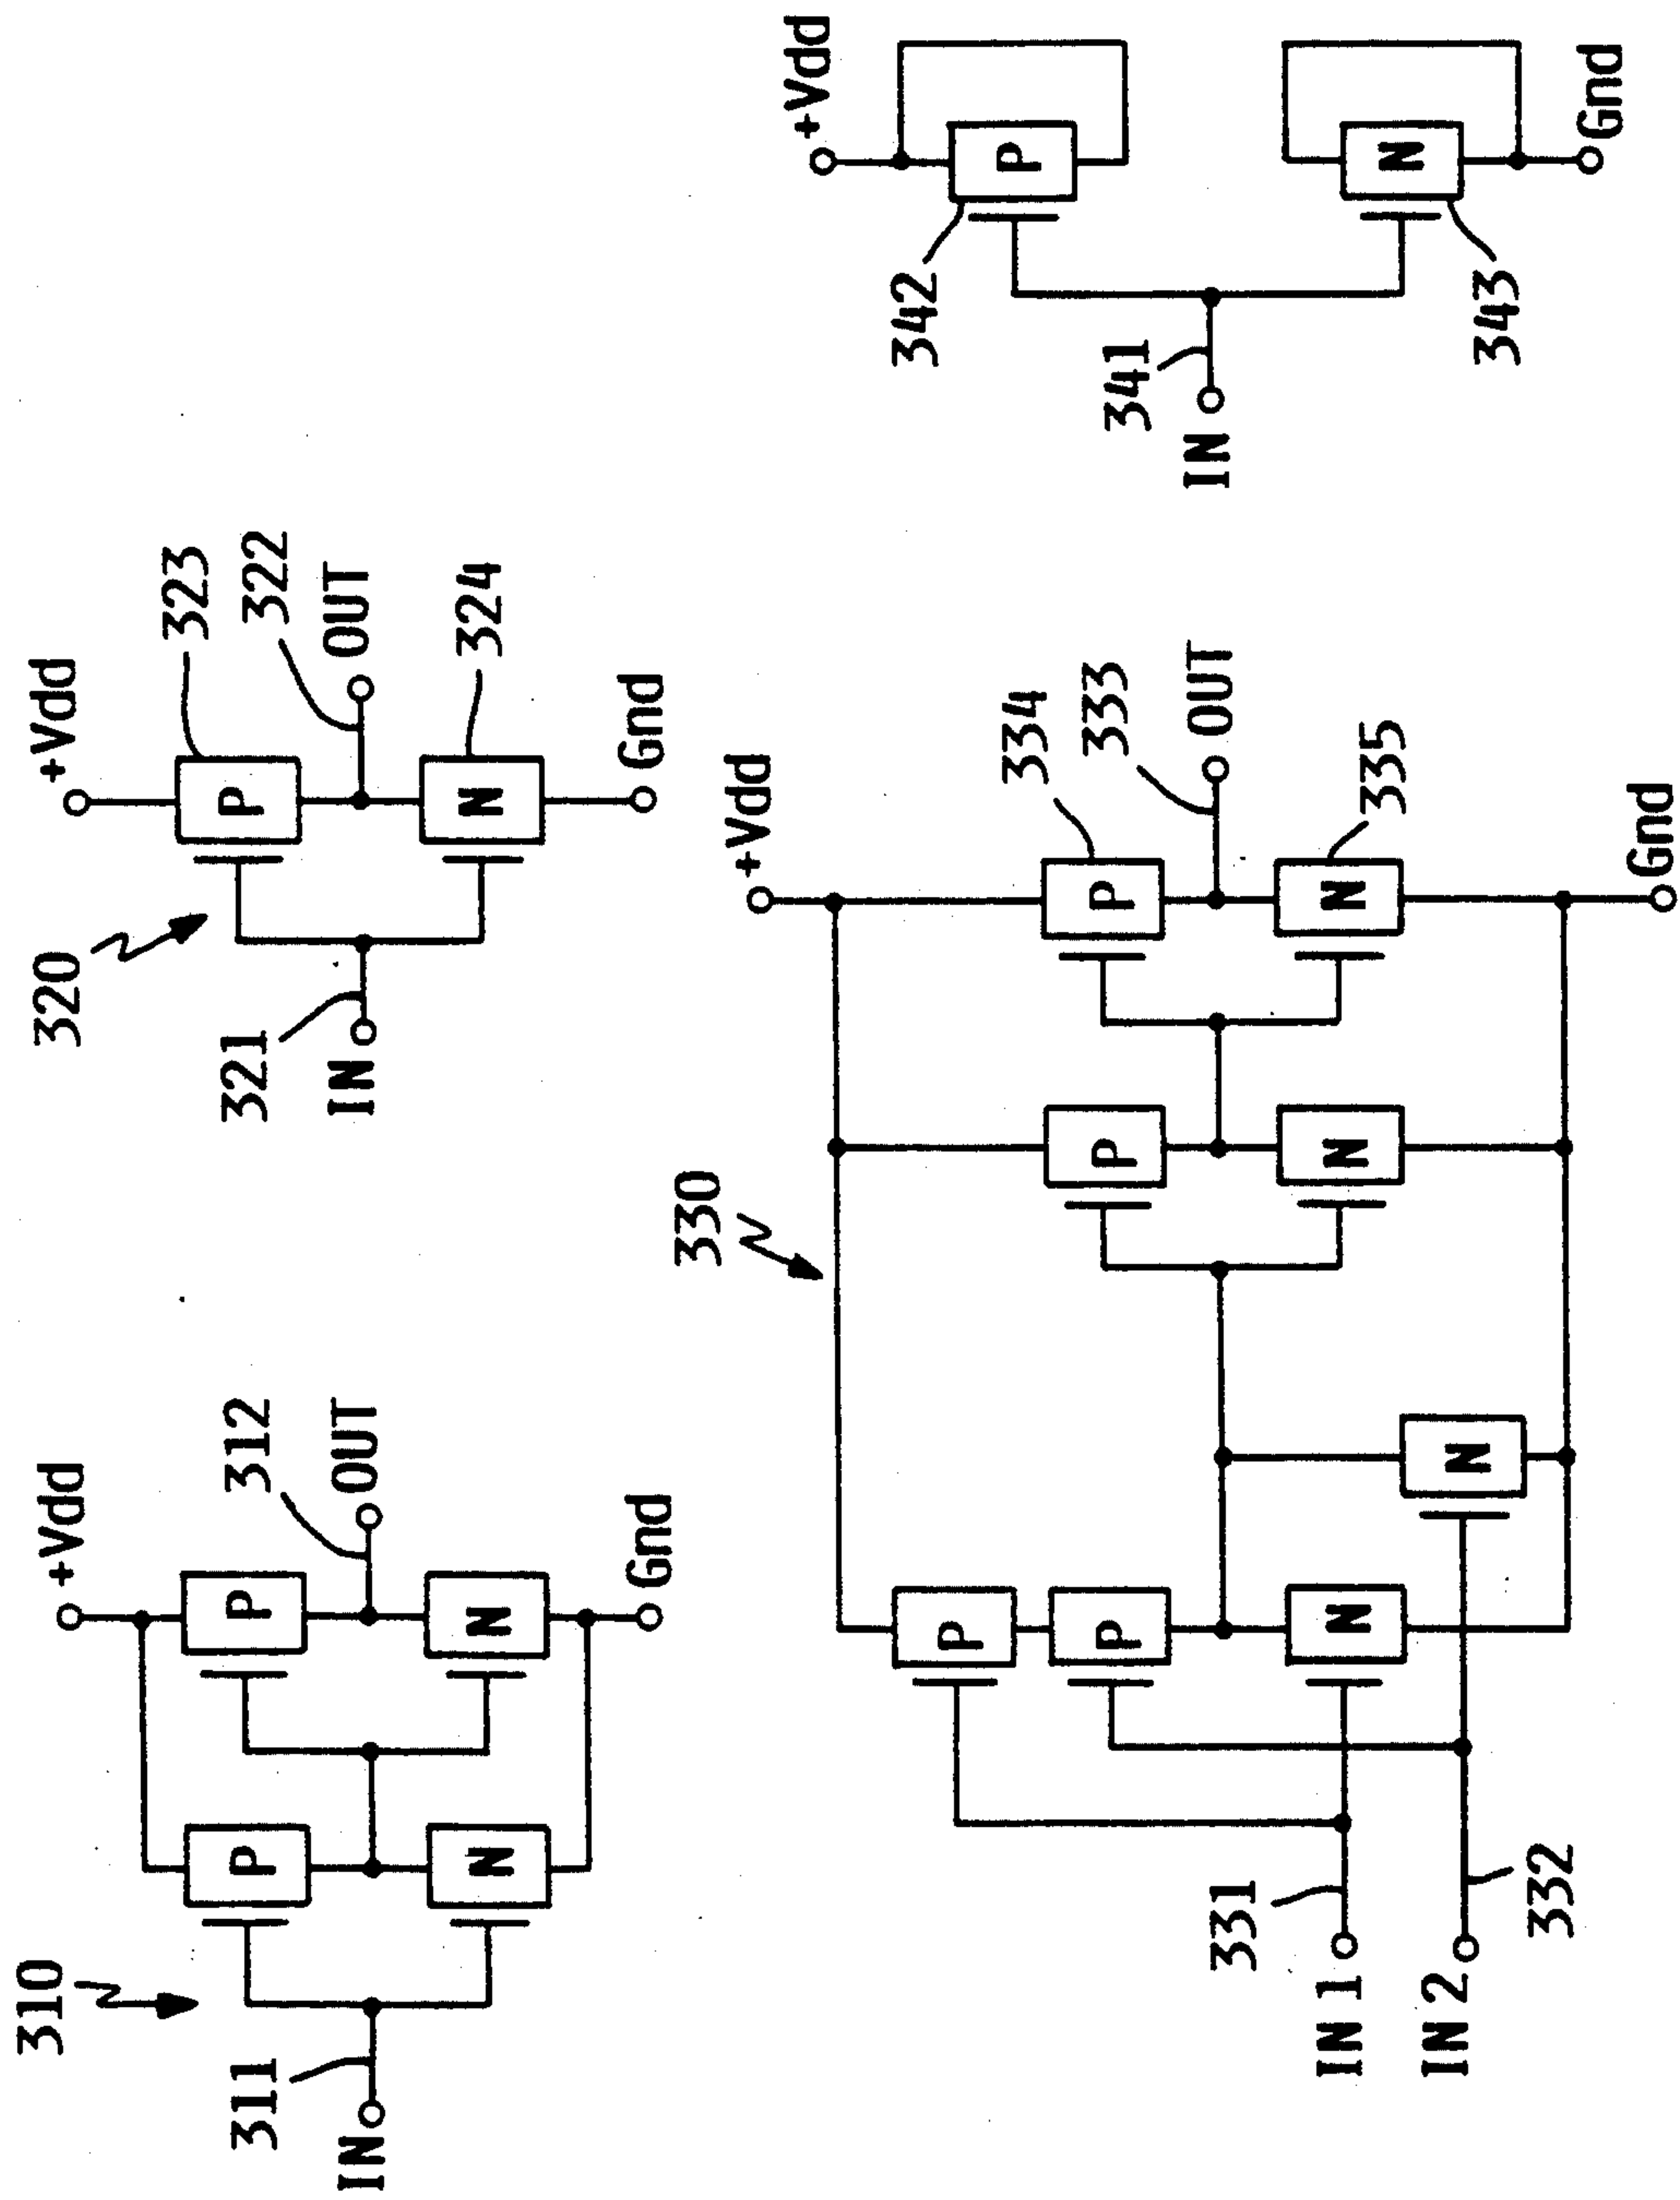 310
+Vdd
P
P
311
IN
312
OUT
N
N
Gnd
320
+Vdd
323
P
321
IN
322
OUT
N
324
Gnd
330
+Vdd
P
P
P
P
334
333
OUT
331
IN 1
N
N
N
N
335
IN 2
332
Gnd
+Vdd
P
342
341
IN
N
343
Gnd